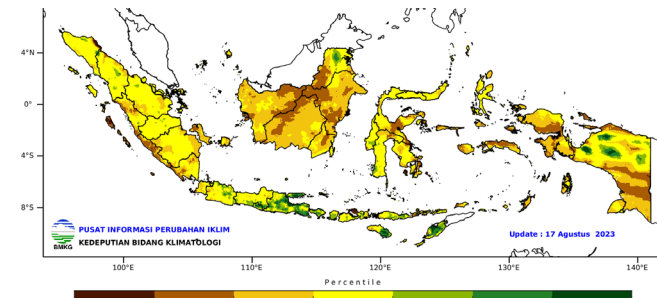 4°N
0°
4°S
8°S
BMKG
PUSAT INFORMASI PERUBAHAN IKLIM
KEDEPUTIAN BIDANG KLIMATOLOGI
Update : 17 Agustus 2023
100°E 110°E 120°E 130°E 140°E
Percentile